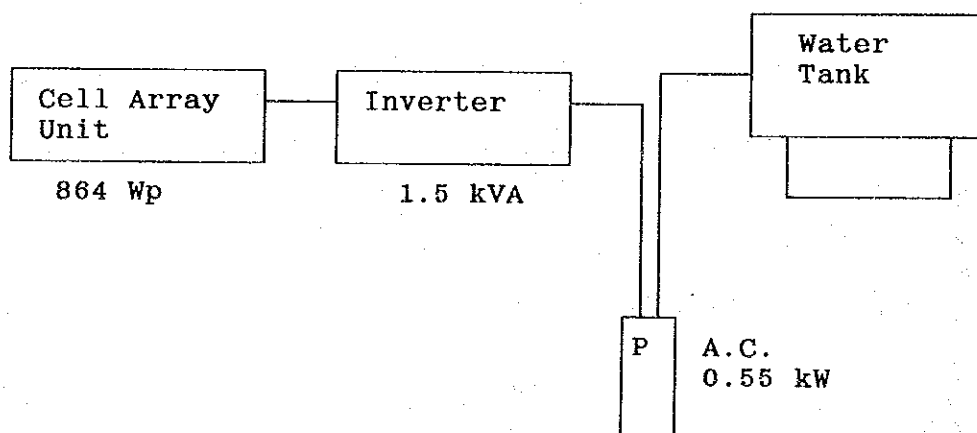 Water
Tank
Cell Array
Unit
Inverter
864 Wp
1.5 kVA
P
A.C.
0.55 kW